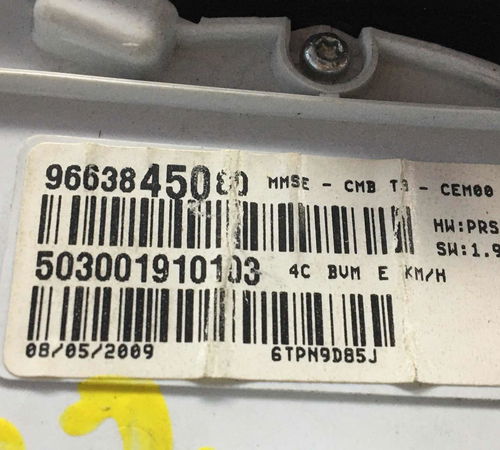 9663845080 MMSE - CMB T3 - CEM00
HW:PRS
SW:1.9
503001910103 4C BVM E KM/H
08/05/2009 6TPN9D85J